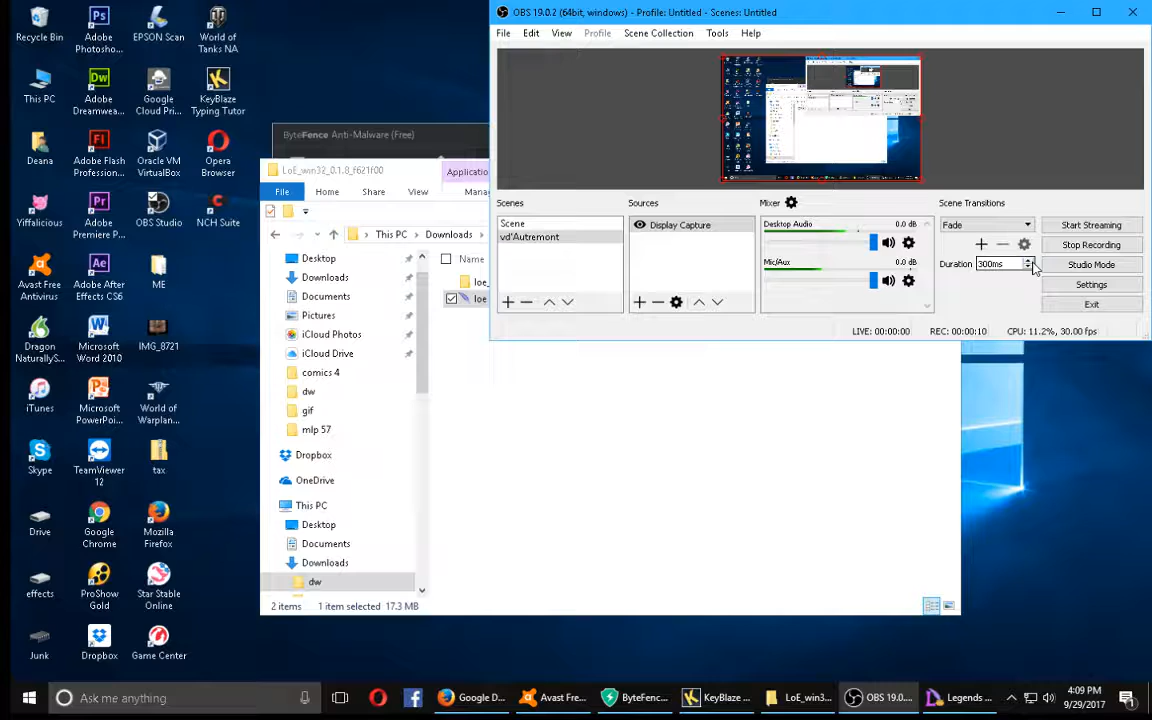 Recycle Bin
Adobe
Photosho...
EPSON Scan
World of
Tanks NA
This PC
Adobe
Dreamwea...
Google
Cloud Pri...
KeyBlaze
Typing Tutor
Deana
Adobe Flash
Profession...
Oracle VM
VirtualBox
Opera
Browser
Yiffalicious
Adobe
Premiere P...
OBS Studio
NCH Suite
Avast Free
Antivirus
Adobe After
Effects CS6
ME
Dragon
NaturallyS...
Microsoft
Word 2010
IMG_8721
iTunes
Microsoft
PowerPoi...
World of
Warplan...
Skype
TeamViewer
12
tax
Drive
Google
Chrome
Mozilla
Firefox
effects
ProShow
Gold
Star Stable
Online
Junk
Dropbox
Game Center
ByteFence Anti-Malware (Free)
LoE_win32_0.1.8_f621f00
Applicatio
File
Home
Share
View
Mana
This PC
Downloads
Desktop
Downloads
Documents
Pictures
iCloud Photos
iCloud Drive
comics 4
dw
gif
mlp 57
Dropbox
OneDrive
This PC
Desktop
Documents
Downloads
dw
Name
loe_
loe
2 items
1 item selected 17.3 MB
OBS 19.0.2 (64bit, windows) - Profile: Untitled - Scenes: Untitled
File
Edit
View
Profile
Scene Collection
Tools
Help
Scenes
Scene
vd'Autremont
Sources
Display Capture
Mixer
Desktop Audio
0.0 dB
Mic/Aux
0.0 dB
Scene Transitions
Fade
Duration
300ms
Start Streaming
Stop Recording
Studio Mode
Settings
Exit
LIVE: 00:00:00
REC: 00:00:10
CPU: 11.2%, 30.00 fps
Ask me anything
Google D...
Avast Fre...
ByteFenc...
KeyBlaze ...
LoE_win3...
OBS 19.0....
Legends ...
4:09 PM
9/29/2017
1